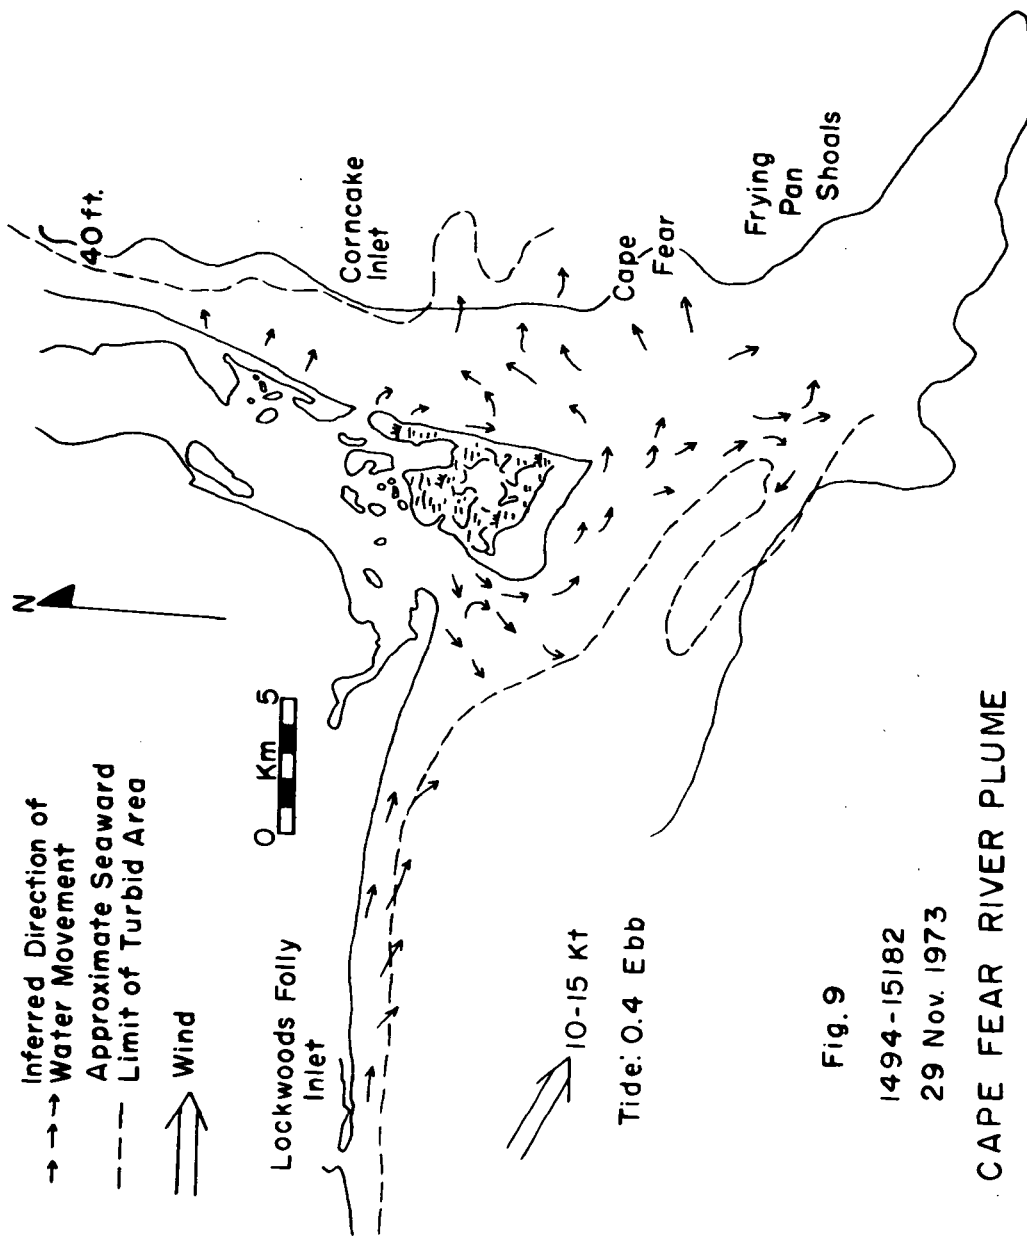 Inferred Direction of
Water Movement
Approximate Seaward
Limit of Turbid Area
Wind
N
0 Km 5
40 ft.
Corncake
Inlet
Lockwoods Folly
Inlet
Cape
Fear
Frying
Pan
Shoals
10-15 Kt
Tide: 0.4 Ebb
Fig. 9
1494-15182
29 Nov. 1973
CAPE FEAR RIVER PLUME